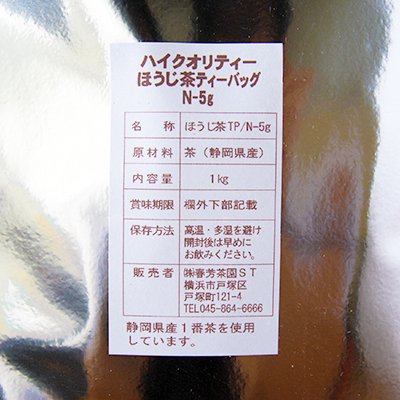 ハイクオリティー
ほうじ茶ティーバッグ
N-5g
名称 ほうじ茶TP/N-5g
原材料 茶(静岡県産)
内容量 1kg
賞味期限 欄外下部記載
保存方法 高温・多湿を避け
開封後は早めに
お飲みください。
販売者 ㈱春芳茶園ST
横浜市戸塚区
戸塚町121-4
TEL045-864-6666
静岡県産1番茶を使用
しています。